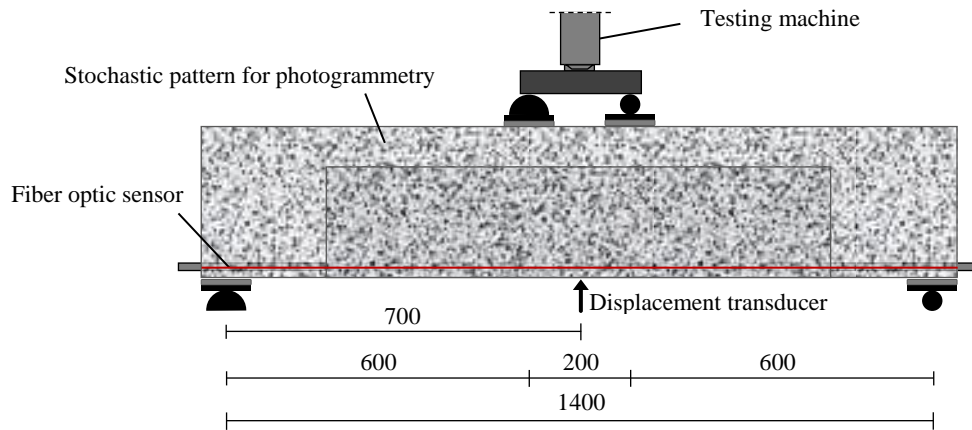 Testing machine
Stochastic pattern for photogrammetry
Fiber optic sensor
Displacement transducer
700
600 200 600
1400